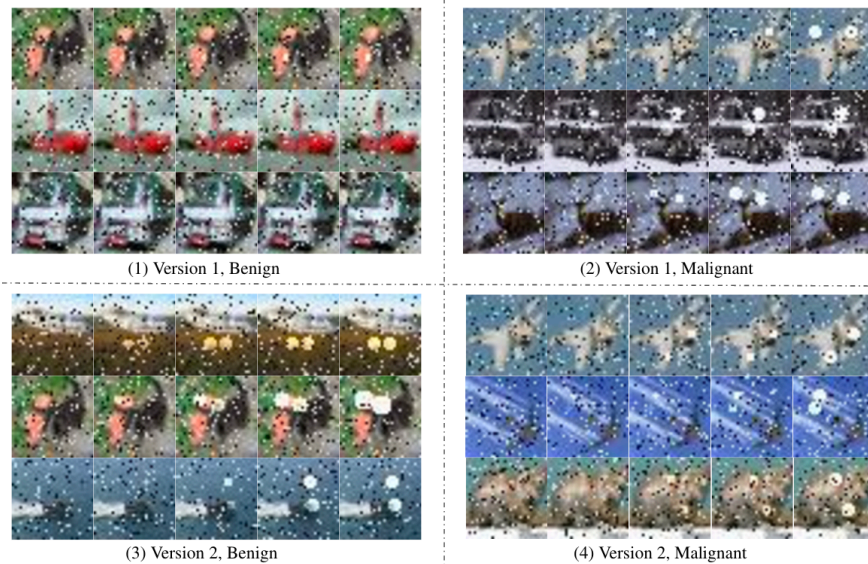 (1) Version 1, Benign
(2) Version 1, Malignant
(3) Version 2, Benign
(4) Version 2, Malignant